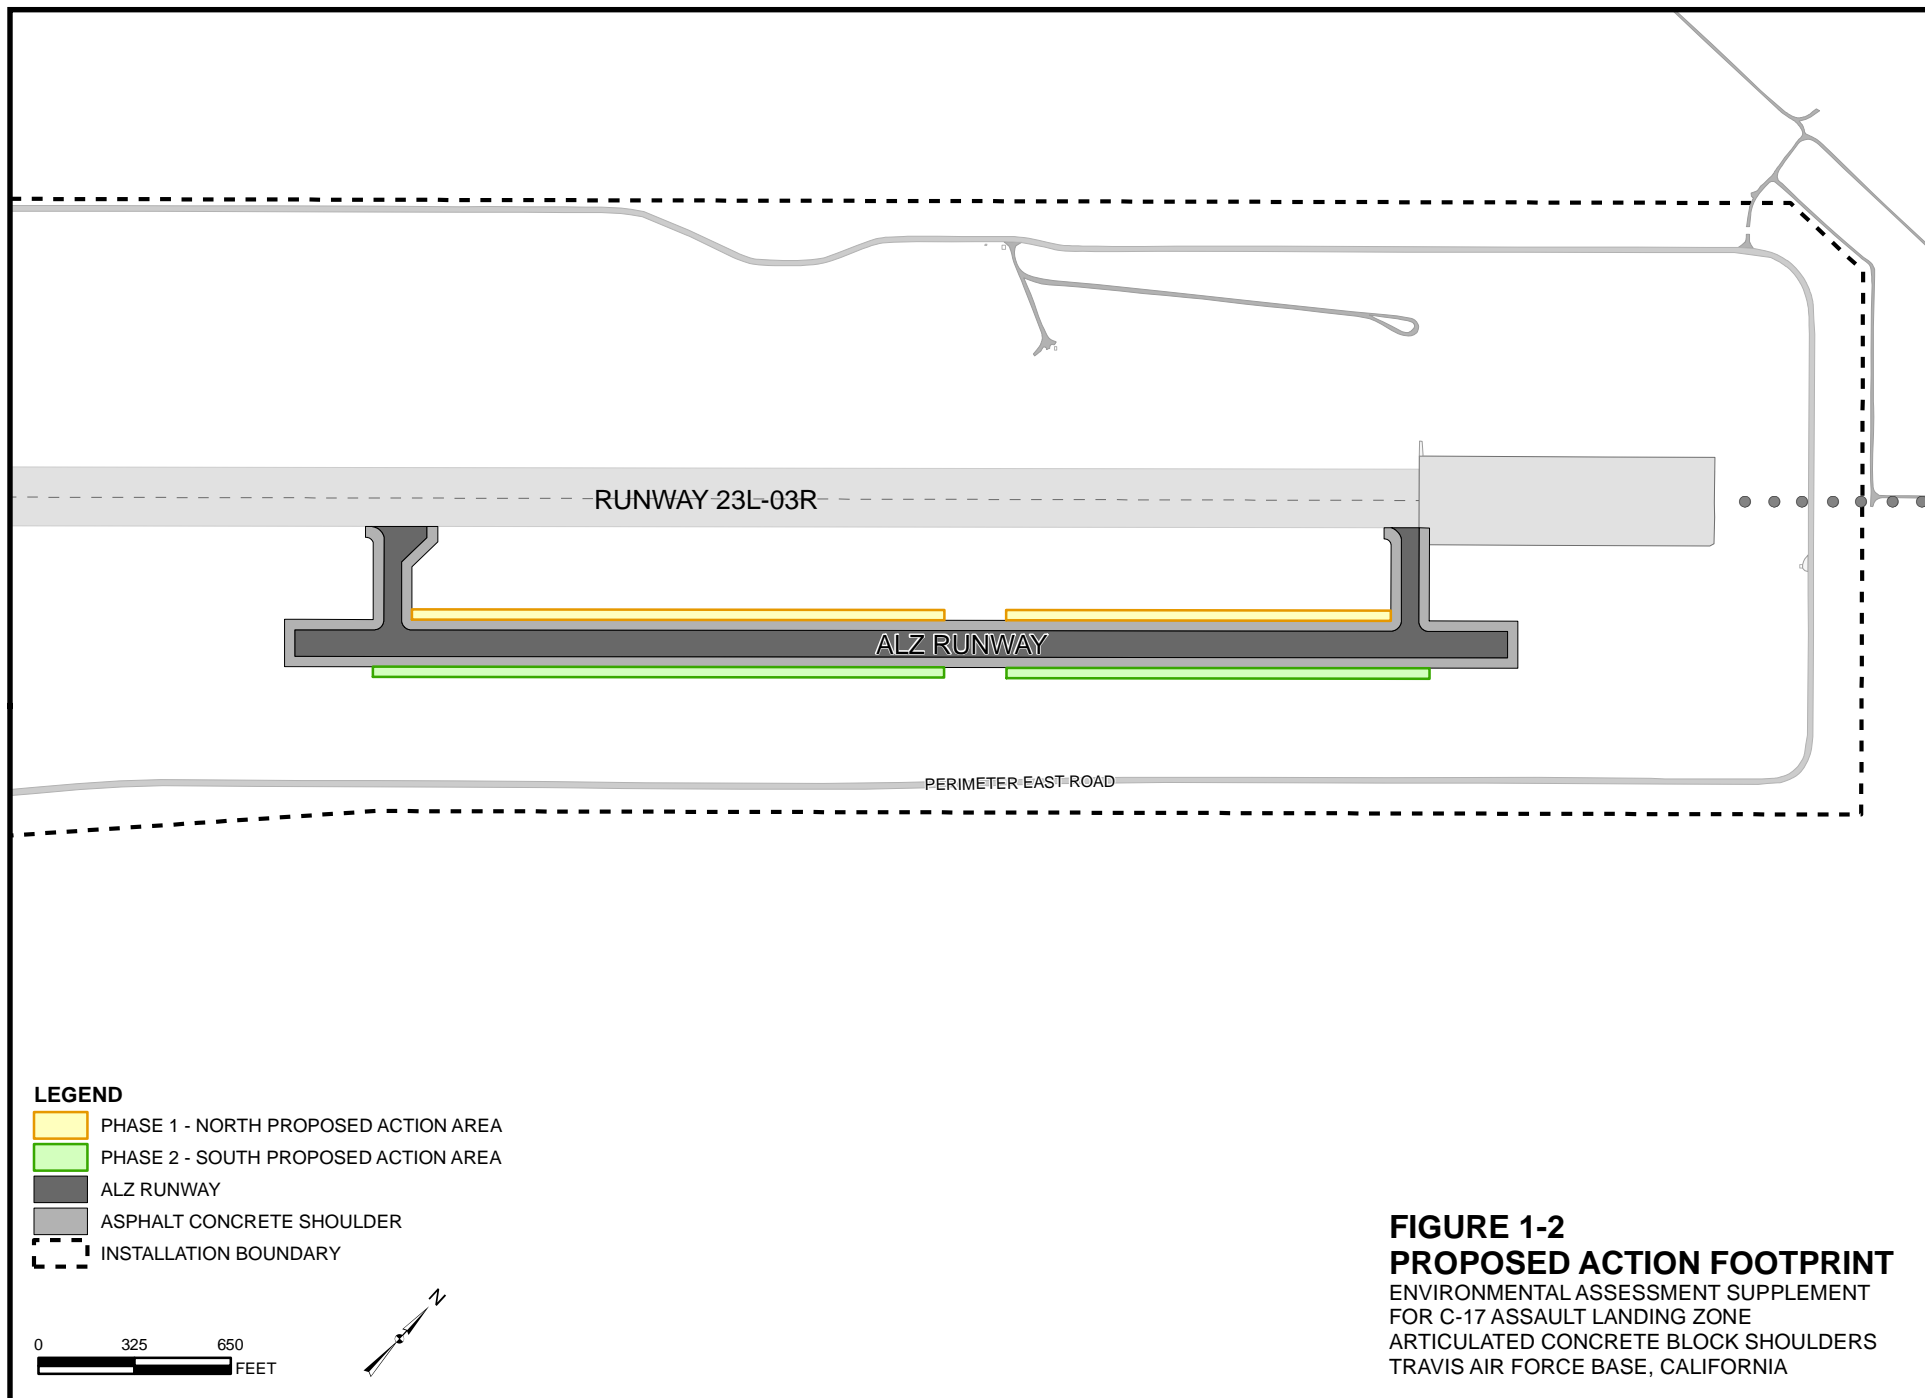 RUNWAY 23L-03R
ALZ RUNWAY
PERIMETER EAST ROAD
LEGEND
PHASE 1 - NORTH PROPOSED ACTION AREA
PHASE 2 - SOUTH PROPOSED ACTION AREA
ALZ RUNWAY
ASPHALT CONCRETE SHOULDER
INSTALLATION BOUNDARY
N
0 325 650
FEET
FIGURE 1-2
PROPOSED ACTION FOOTPRINT
ENVIRONMENTAL ASSESSMENT SUPPLEMENT
FOR C-17 ASSAULT LANDING ZONE
ARTICULATED CONCRETE BLOCK SHOULDERS
TRAVIS AIR FORCE BASE, CALIFORNIA